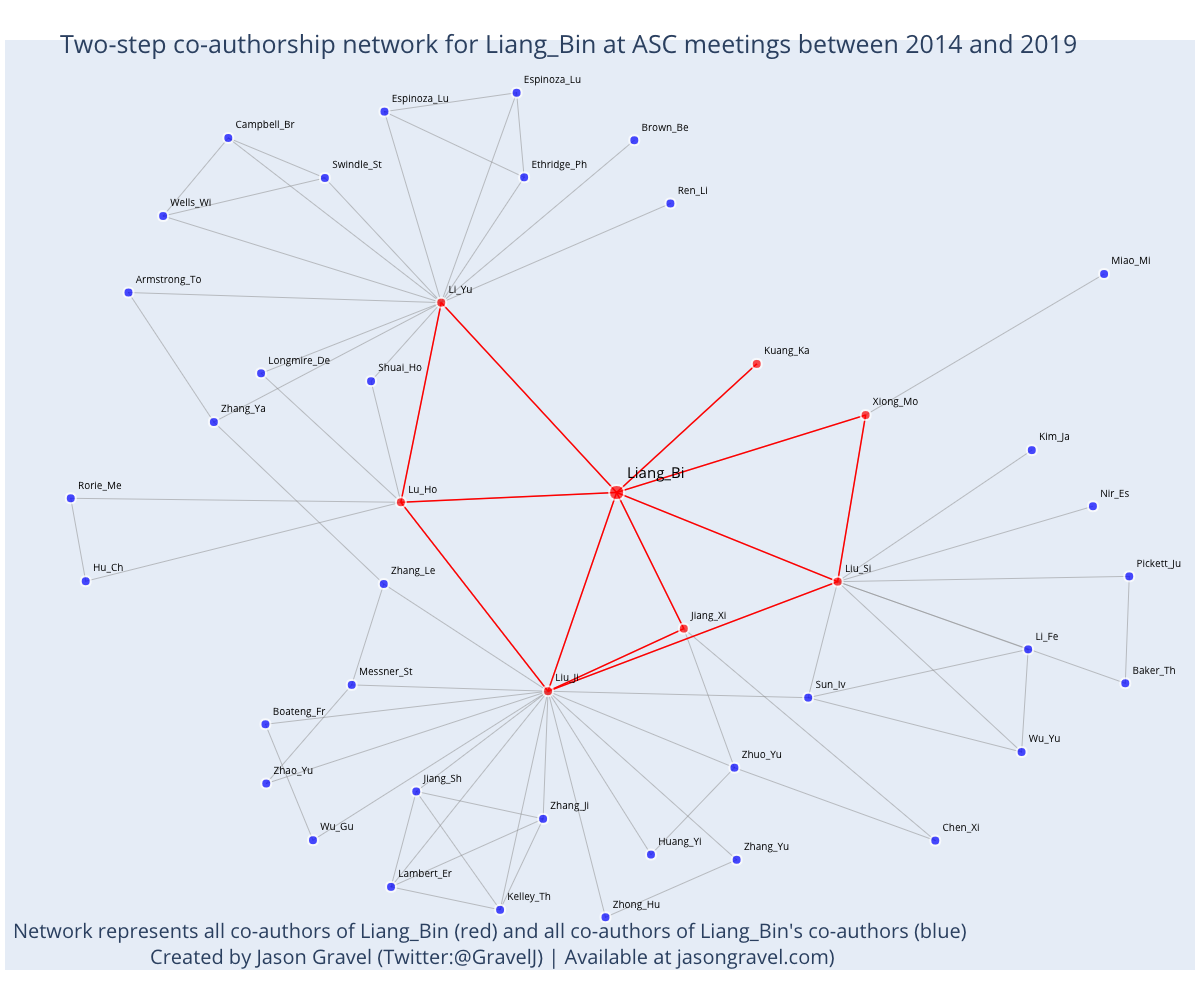 Two-step co-authorship network for Liang_Bin at ASC meetings between 2014 and 2019
Espinoza_Lu
Espinoza_Lu
Campbell_Br
Brown_Be
Swindle_St
Ethridge_Ph
Ren_Li
Wells_Wi
Miao_Mi
Armstrong_To
Li_Yu
Kuang_Ka
Longmire_De
Shuai_Ho
Xiong_Mo
Zhang_Ya
Kim_Ja
Liang_Bi
Rorie_Me
Lu_Ho
Nir_Es
Hu_Ch
Zhang_Le
Liu_Si
Pickett_Ju
Jiang_Xi
Li_Fe
Messner_St
Liu_Ji
Sun_Iv
Baker_Th
Boateng_Fr
Wu_Yu
Zhuo_Yu
Zhao_Yu
Jiang_Sh
Zhang_Ji
Wu_Gu
Huang_Yi
Zhang_Yu
Chen_Xi
Lambert_Er
Kelley_Th
Zhong_Hu
Network represents all co-authors of Liang_Bin (red) and all co-authors of Liang_Bin's co-authors (blue)
Created by Jason Gravel (Twitter:@GravelJ) | Available at jasongravel.com)